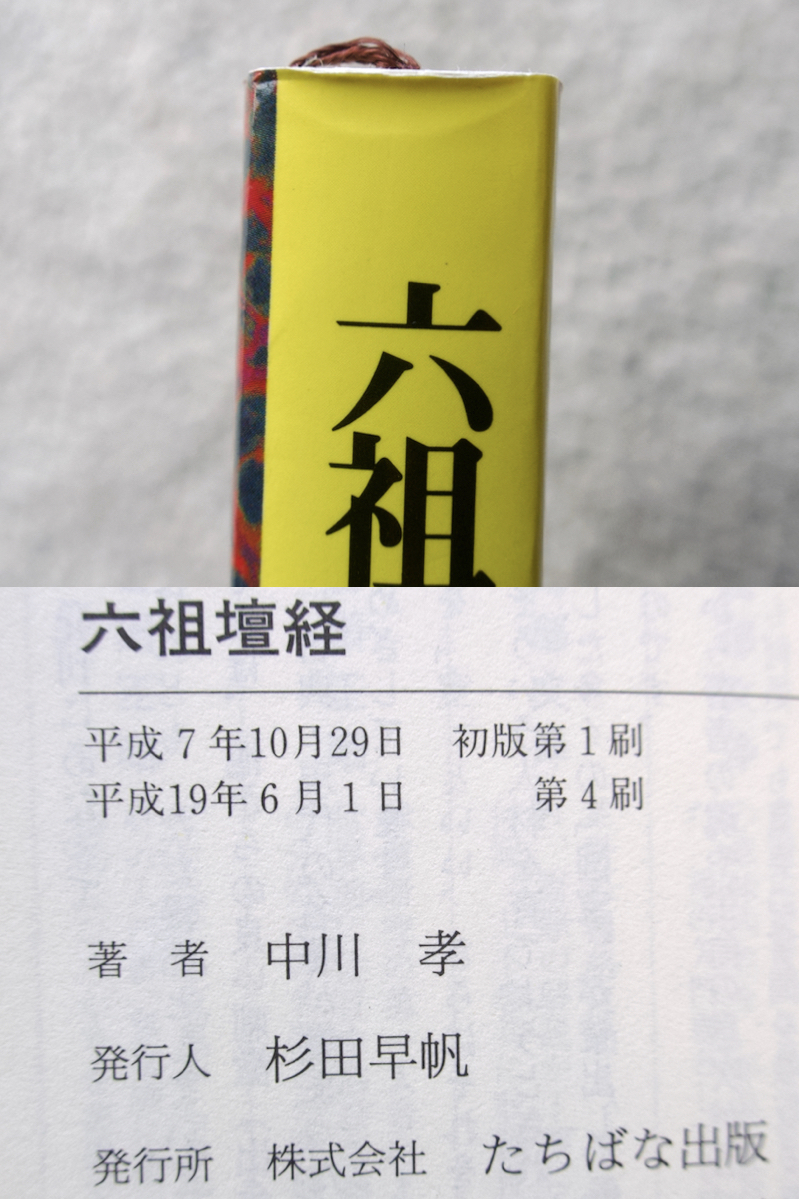 六祖
六祖壇経
平成7年10月29日 初版第1刷
平成19年6月1日 第4刷
著者 中川 孝
発行人 杉田早帆
発行所 株式会社 たちばな出版